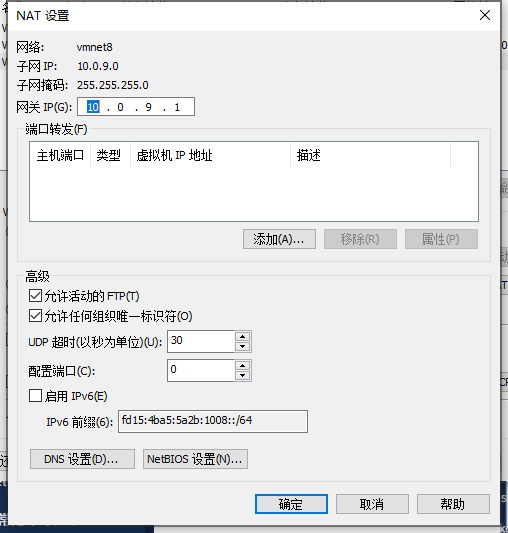 NAT 设置
网络: vmnet8
子网 IP: 10.0.9.0
子网掩码: 255.255.255.0
网关 IP(G): 10 . 0 . 9 . 1
端口转发(F)
主机端口 类型 虚拟机 IP 地址 描述
添加(A)... 移除(R) 属性(P)
高级
允许活动的 FTP(T)
允许任何组织唯一标识符(O)
UDP 超时(以秒为单位)(U): 30
配置端口(C): 0
启用 IPv6(E)
IPv6 前缀(6): fd15:4ba5:5a2b:1008::/64
DNS 设置(D)... NetBIOS 设置(N)...
确定 取消 帮助